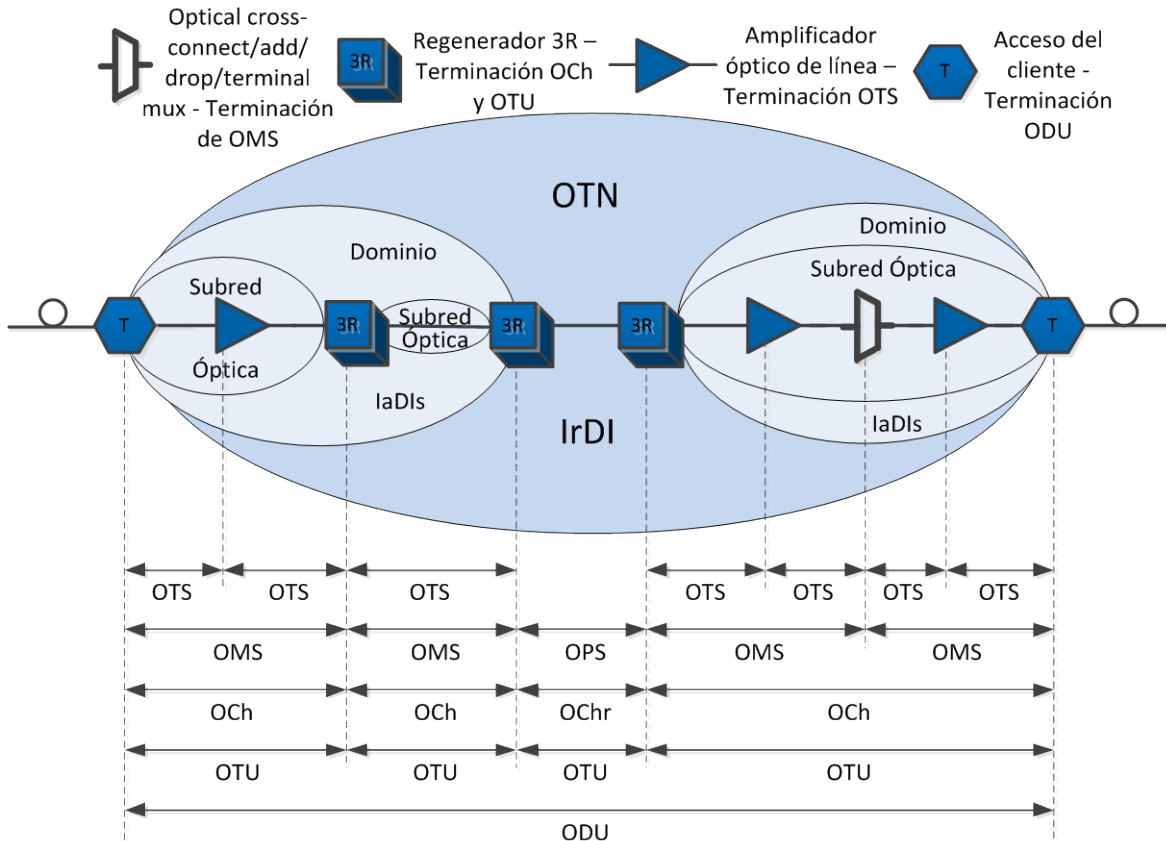 Optical cross-
connect/add/
drop/terminal
mux - Terminación
de OMS
3R
Regenerador 3R –
Terminación OCh
y OTU
Amplificador
óptico de línea –
Terminación OTS
T
Acceso del
cliente -
Terminación
ODU
OTN
Dominio
Dominio
Subred Óptica
Subred
Óptica
T
3R
Subred
Óptica
3R
3R
T
IaDIs
IaDIs
IrDI
OTS OTS OTS OTS OTS OTS OTS
OMS OMS OPS OMS OMS
OCh OCh OChr OCh
OTU OTU OTU OTU
ODU